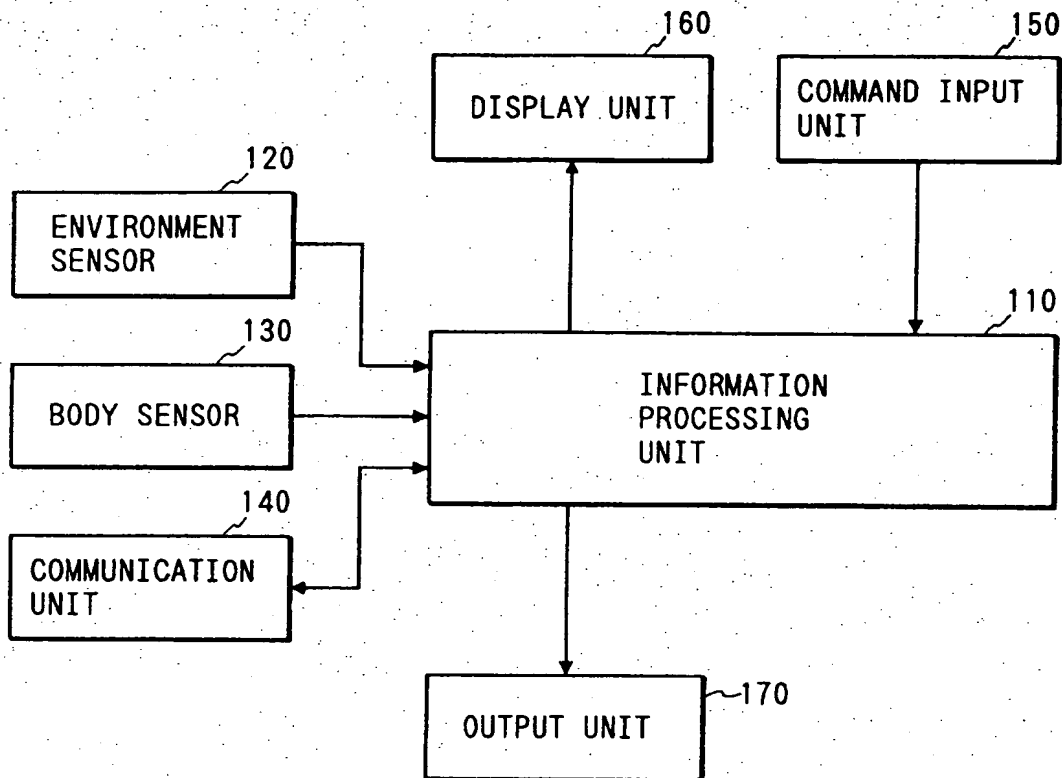 160
DISPLAY UNIT
150
COMMAND INPUT
UNIT
120
ENVIRONMENT
SENSOR
130
BODY SENSOR
110
INFORMATION
PROCESSING
UNIT
140
COMMUNICATION
UNIT
170
OUTPUT UNIT